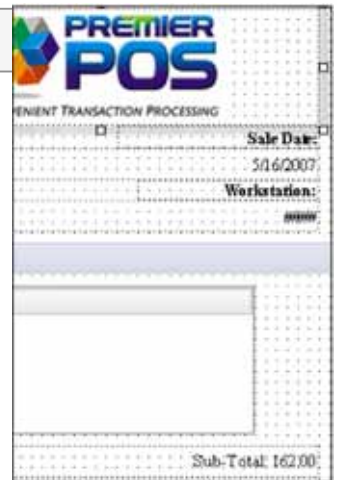 PREMIER
POS
ENIENT TRANSACTION PROCESSING
Sale Date:
5/16/2007
Workstation:
Sub-Total: 162.00